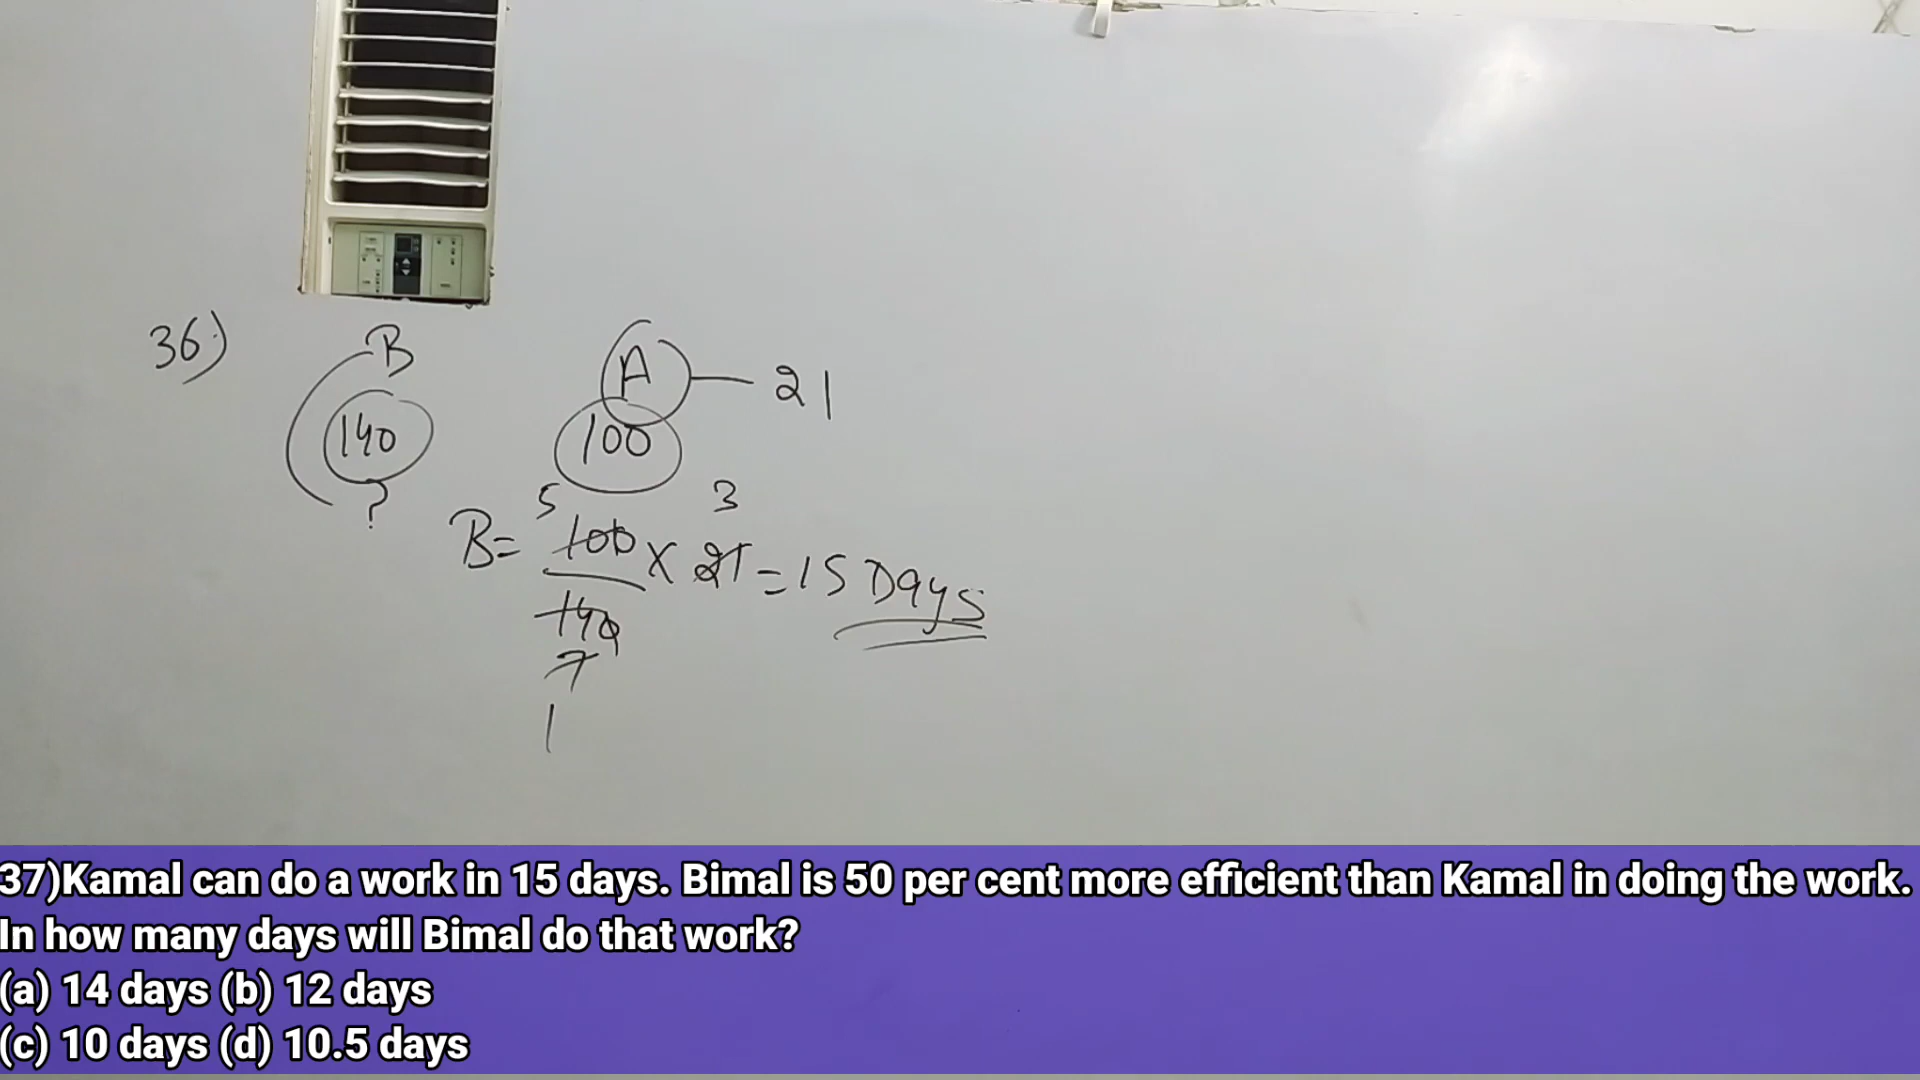 36)
B
A — 21
140
100
?
5 3
B= 100/140 × 21 = 15 Days
7
1
37)Kamal can do a work in 15 days. Bimal is 50 per cent more efficient than Kamal in doing the work.
In how many days will Bimal do that work?
(a) 14 days (b) 12 days
(c) 10 days (d) 10.5 days